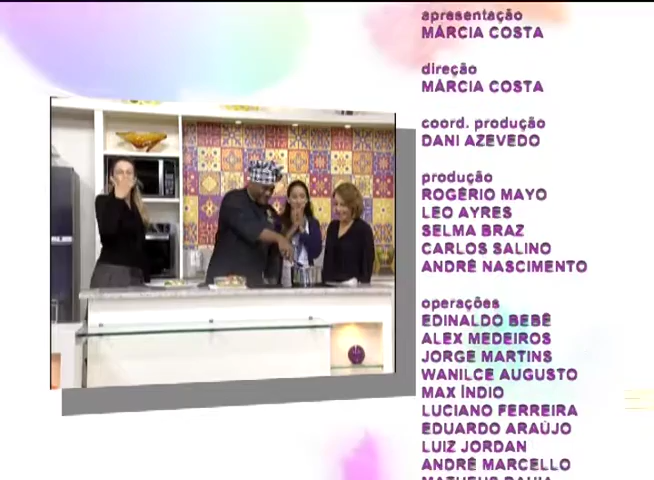 apresentação
MÁRCIA COSTA
direção
MÁRCIA COSTA
coord. produção
DANI AZEVEDO
produção
ROGÉRIO MAYO
LEO AYRES
SELMA BRAZ
CARLOS SALINO
ANDRÉ NASCIMENTO
operações
EDINALDO BEBÊ
ALEX MEDEIROS
JORGE MARTINS
WANILCE AUGUSTO
MAX ÍNDIO
LUCIANO FERREIRA
EDUARDO ARAÚJO
LUIZ JORDAN
ANDRÉ MARCELLO